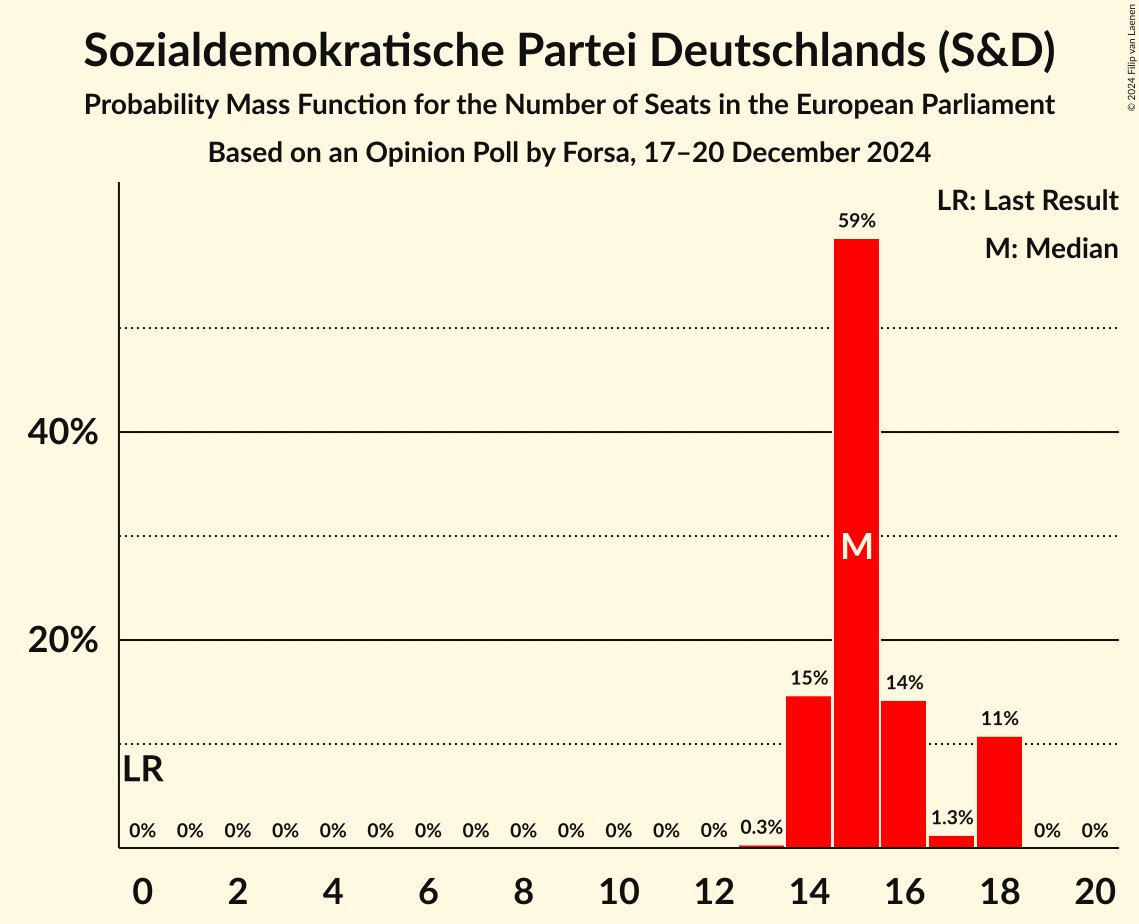 Sozialdemokratische Partei Deutschlands (S&D)
Probability Mass Function for the Number of Seats in the European Parliament
Based on an Opinion Poll by Forsa, 17–20 December 2024
© 2024 Filip van Laenen
LR: Last Result
M: Median
59%
40%
M
20%
15%
14%
11%
LR
0% 0% 0% 0% 0% 0% 0% 0% 0% 0% 0% 0% 0% 0.3% 1.3% 0% 0%
0 2 4 6 8 10 12 14 16 18 20